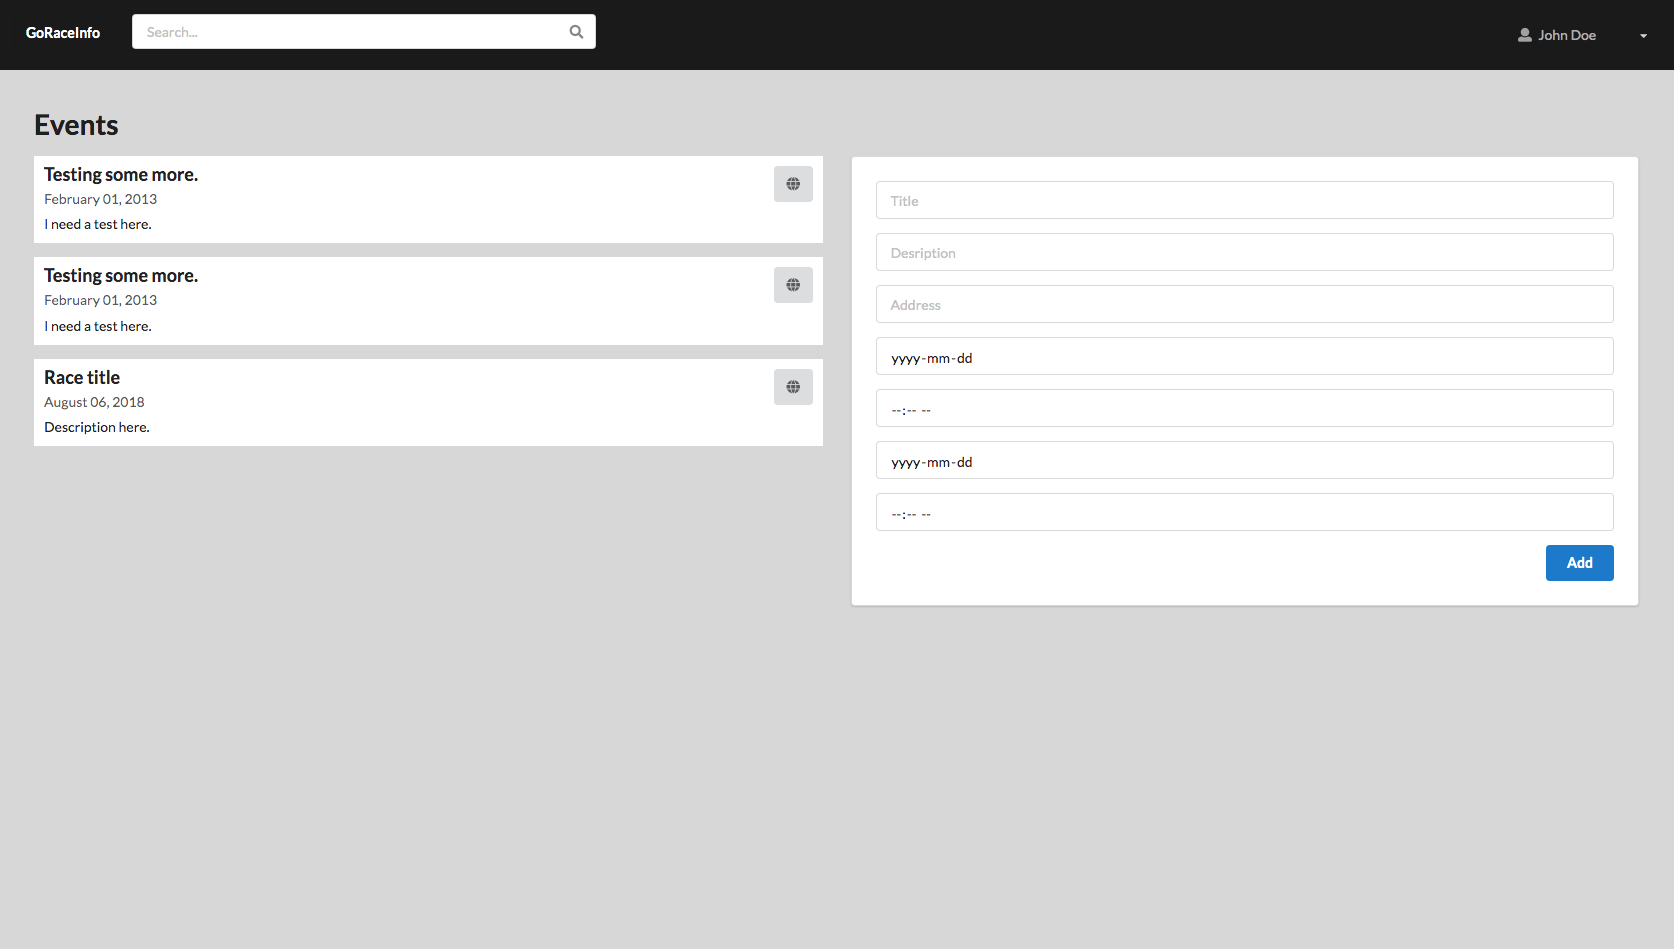 GoRaceInfo
Search...
John Doe
Events
Testing some more.
February 01, 2013
I need a test here.
Testing some more.
February 01, 2013
I need a test here.
Race title
August 06, 2018
Description here.
Title
Desription
Address
yyyy-mm-dd
--:-- --
yyyy-mm-dd
--:-- --
Add